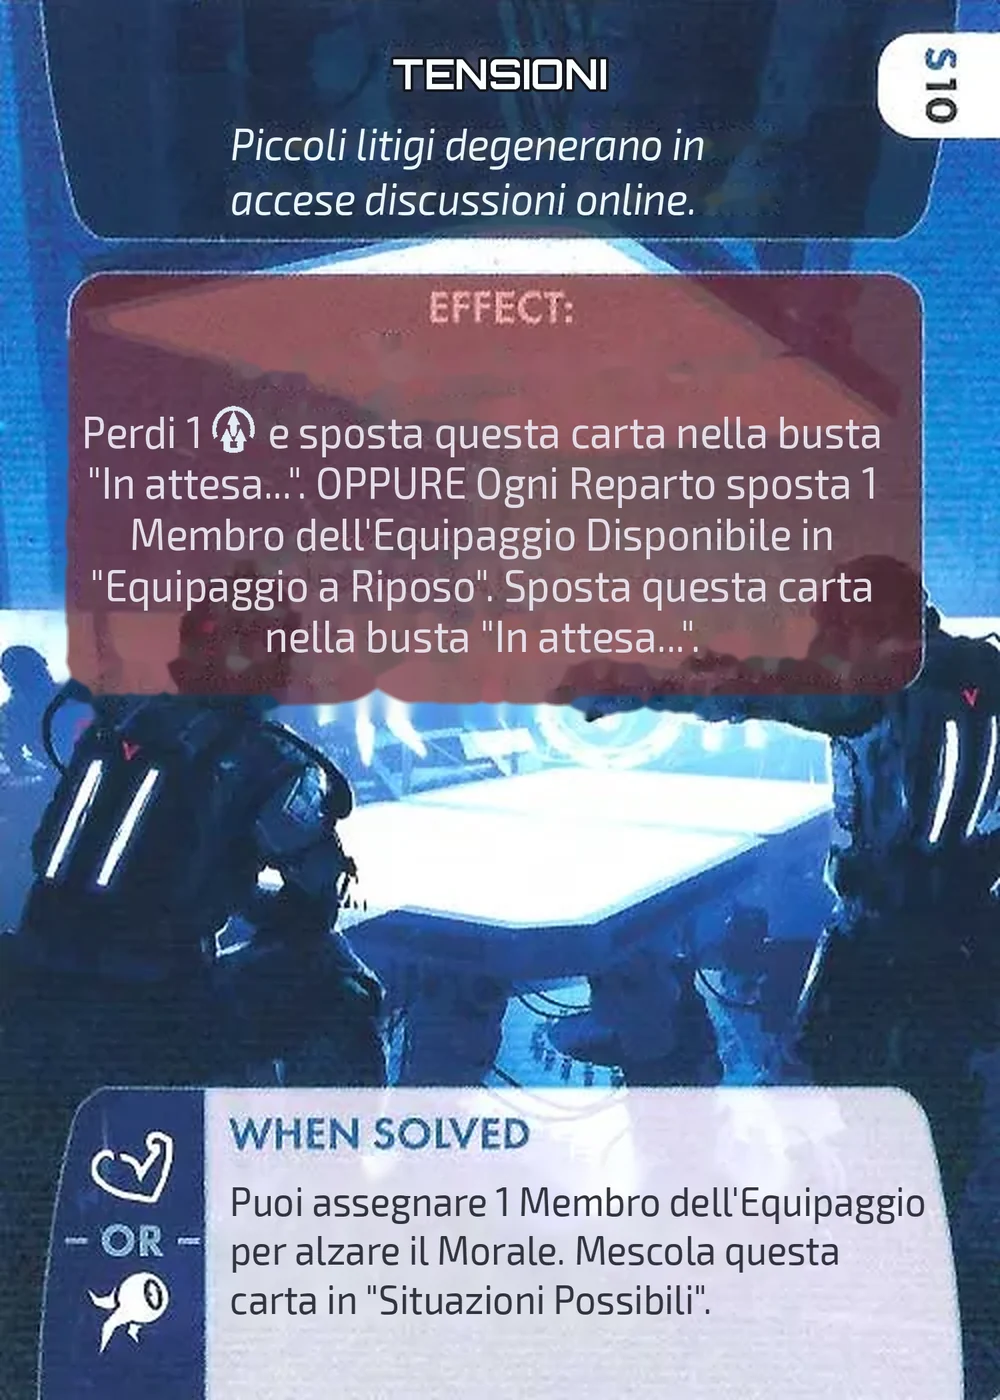 TENSIONI
S 10
Piccoli litigi degenerano in
accese discussioni online.
EFFECT:
Perdi 1 e sposta questa carta nella busta
"In attesa...". OPPURE Ogni Reparto sposta 1
Membro dell'Equipaggio Disponibile in
"Equipaggio a Riposo". Sposta questa carta
nella busta "In attesa...".
WHEN SOLVED
- OR -
Puoi assegnare 1 Membro dell'Equipaggio
per alzare il Morale. Mescola questa
carta in "Situazioni Possibili".